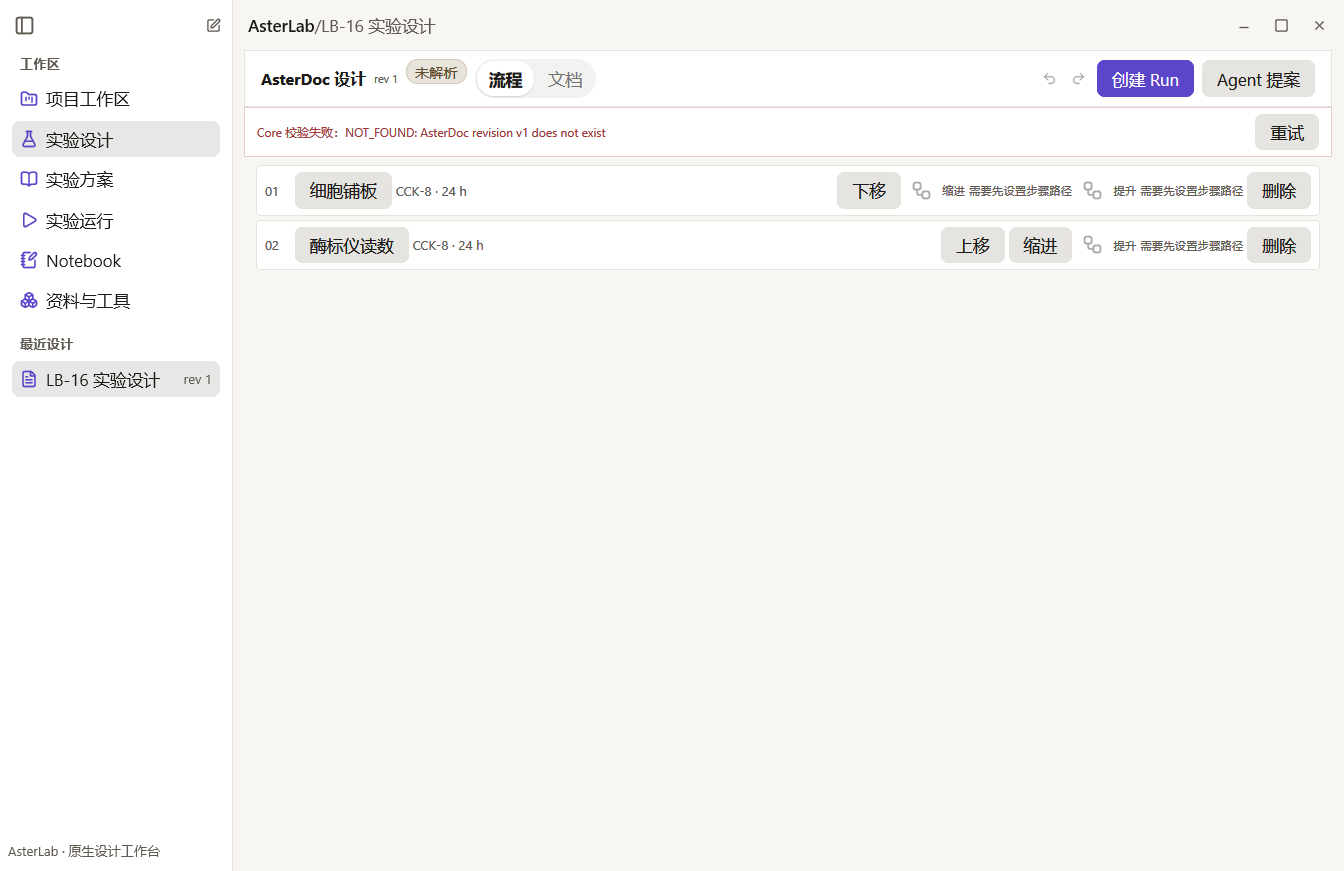 AsterLab/LB-16 实验设计
工作区
项目工作区
实验设计
实验方案
实验运行
Notebook
资料与工具
最近设计
LB-16 实验设计 rev 1
AsterLab · 原生设计工作台
AsterDoc 设计 rev 1 未解析 流程 文档 创建 Run Agent 提案
Core 校验失败：NOT_FOUND: AsterDoc revision v1 does not exist 重试
01 细胞铺板 CCK-8 · 24 h 下移 缩进 需要先设置步骤路径 提升 需要先设置步骤路径 删除
02 酶标仪读数 CCK-8 · 24 h 上移 缩进 提升 需要先设置步骤路径 删除